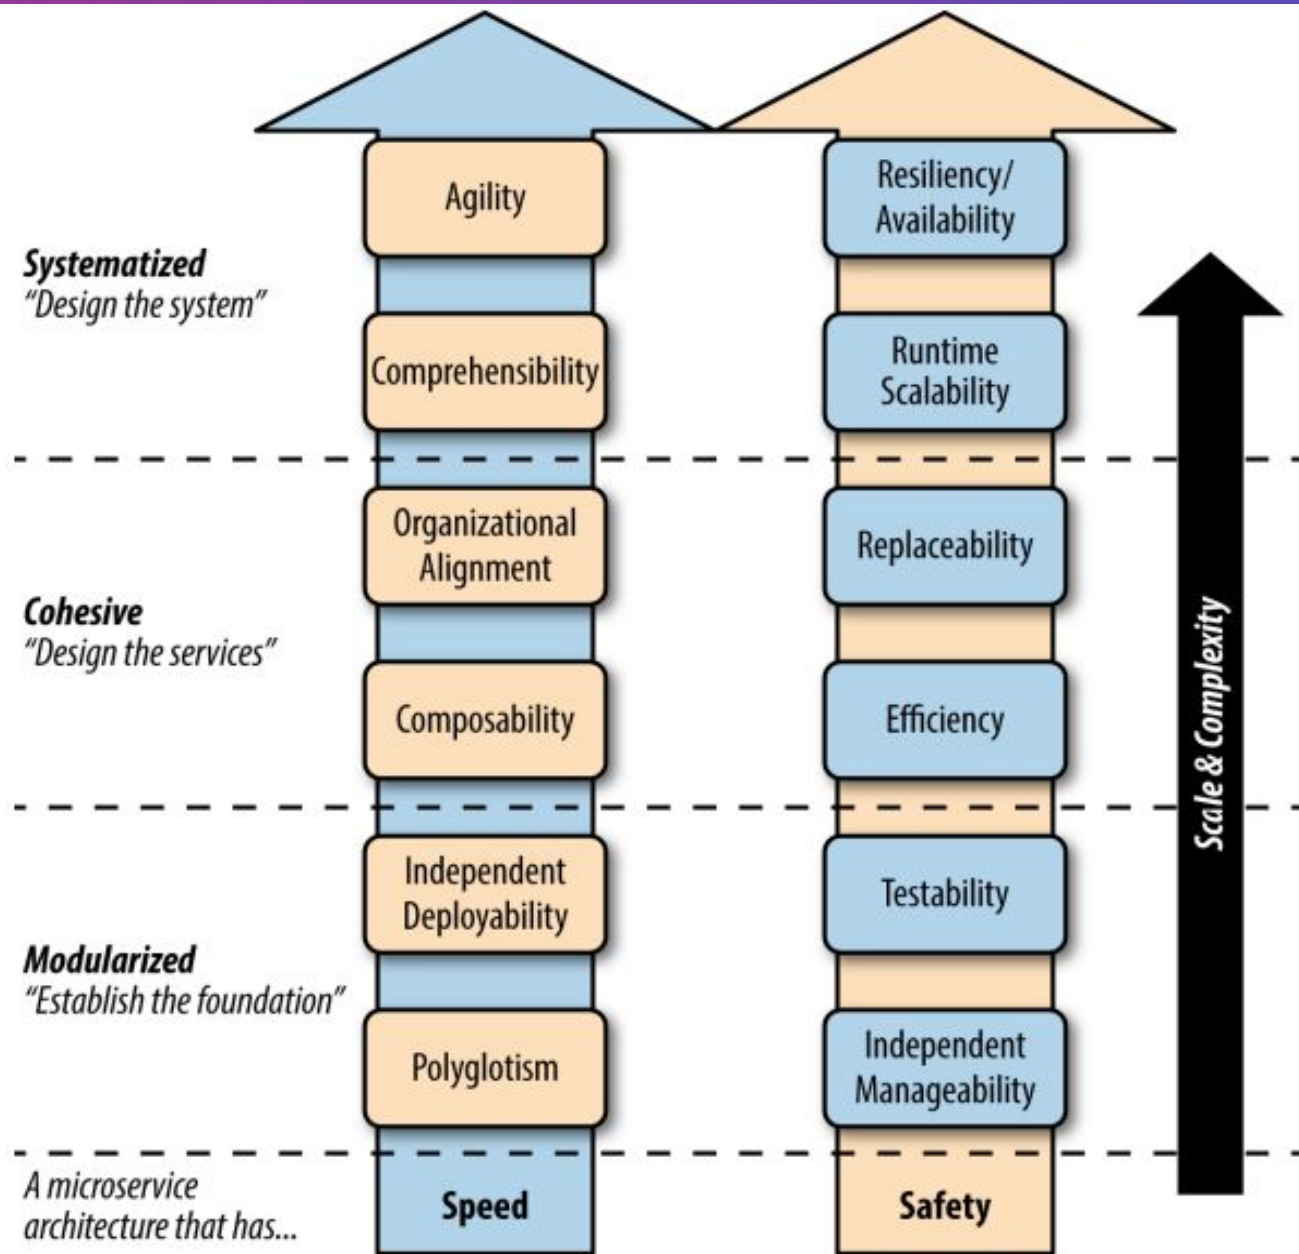 Agility
Resiliency/
Availability
Systematized
“Design the system”
Comprehensibility
Runtime
Scalability
Organizational
Alignment
Replaceability
Cohesive
“Design the services”
Composability
Efficiency
Scale & Complexity
Independent
Deployability
Testability
Modularized
“Establish the foundation”
Polyglotism
Independent
Manageability
A microservice
architecture that has...
Speed
Safety